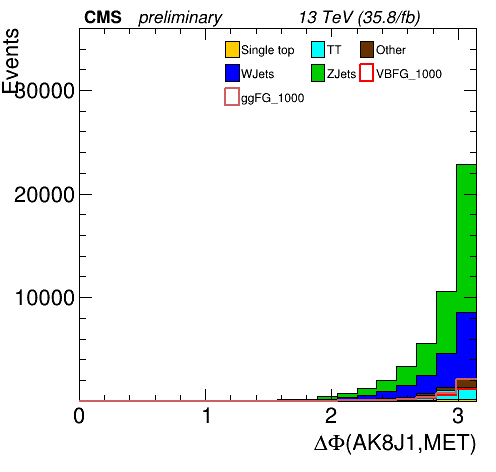 CMS preliminary 13 TeV (35.8/fb)
Events
Single top TT Other
WJets ZJets VBFG_1000
ggFG_1000
30000
20000
10000
0 1 2 3
ΔΦ(AK8J1,MET)